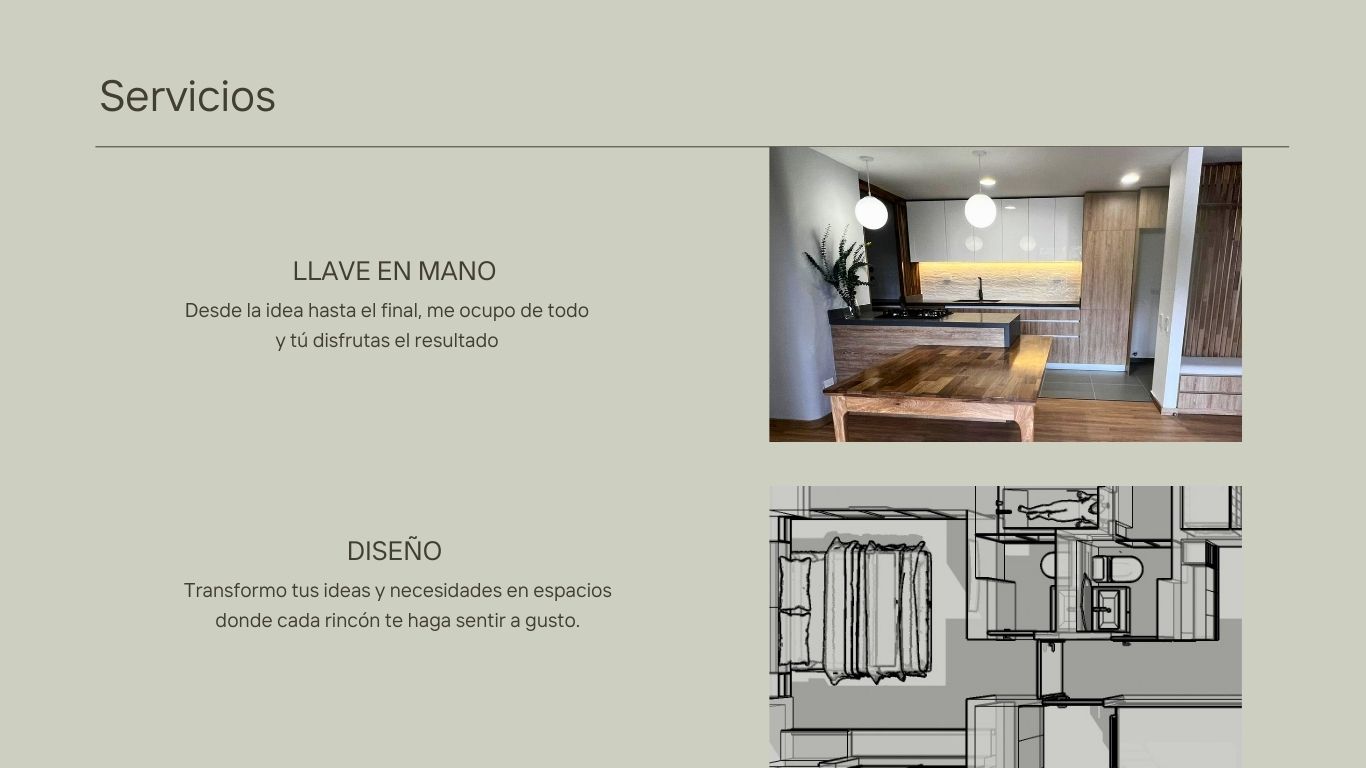 Servicios
LLAVE EN MANO
Desde la idea hasta el final, me ocupo de todo
y tú disfrutas el resultado
DISEÑO
Transformo tus ideas y necesidades en espacios
donde cada rincón te haga sentir a gusto.